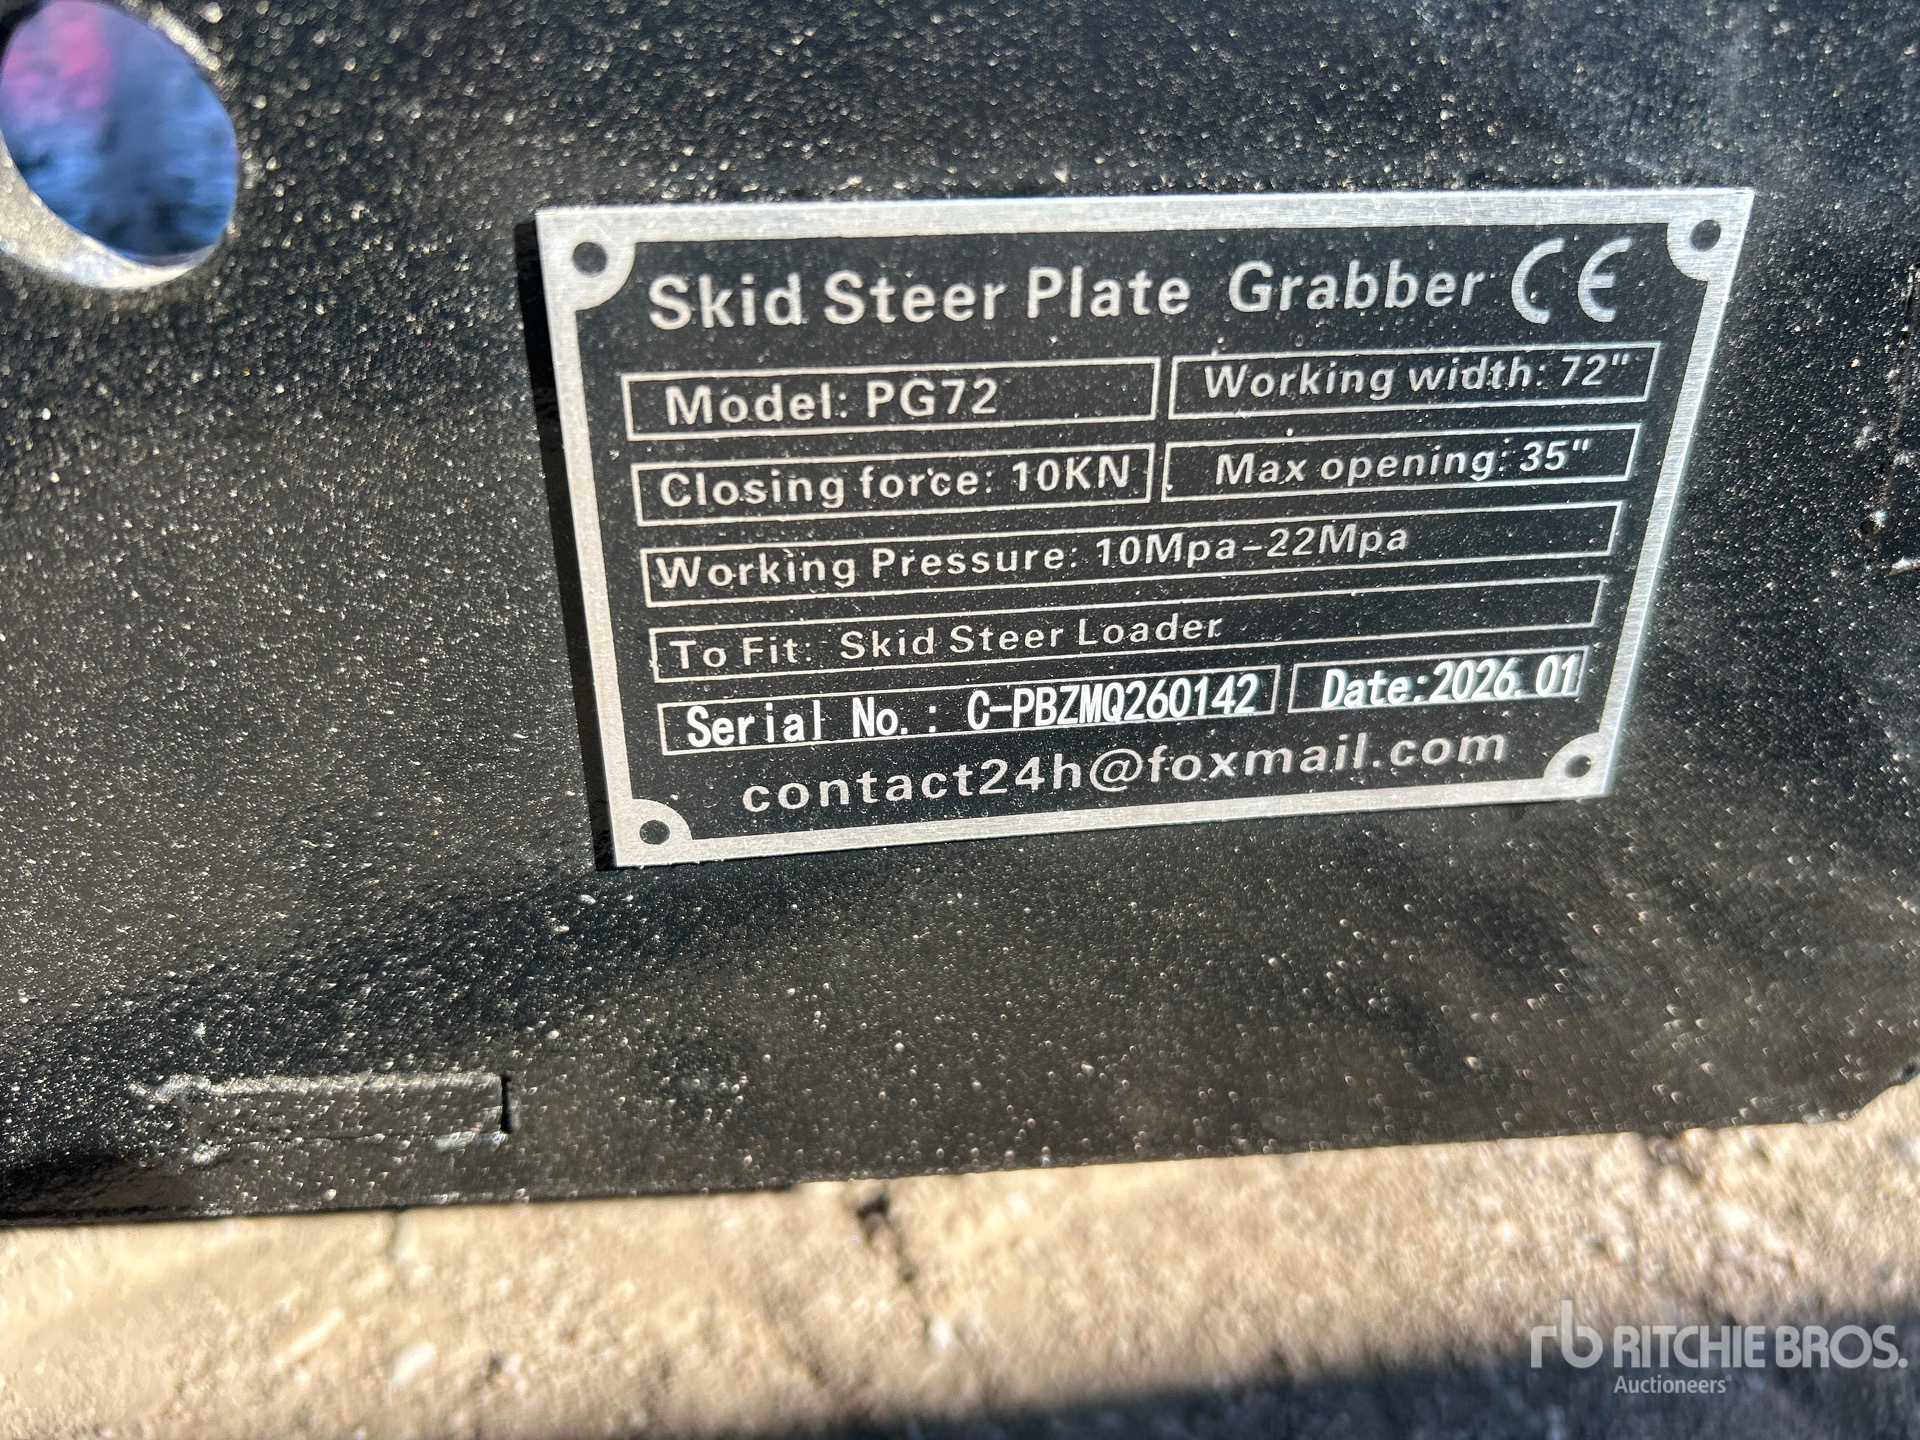 Skid Steer Plate Grabber CE
Model: PG72
Working width: 72"
Closing force: 10KN
Max opening: 35"
Working Pressure: 10Mpa-22Mpa
To Fit: Skid Steer Loader
Serial No.: C-PBZMQ260142
Date:2026.01
contact24h@foxmail.com
rb RITCHIE BROS.
Auctioneers